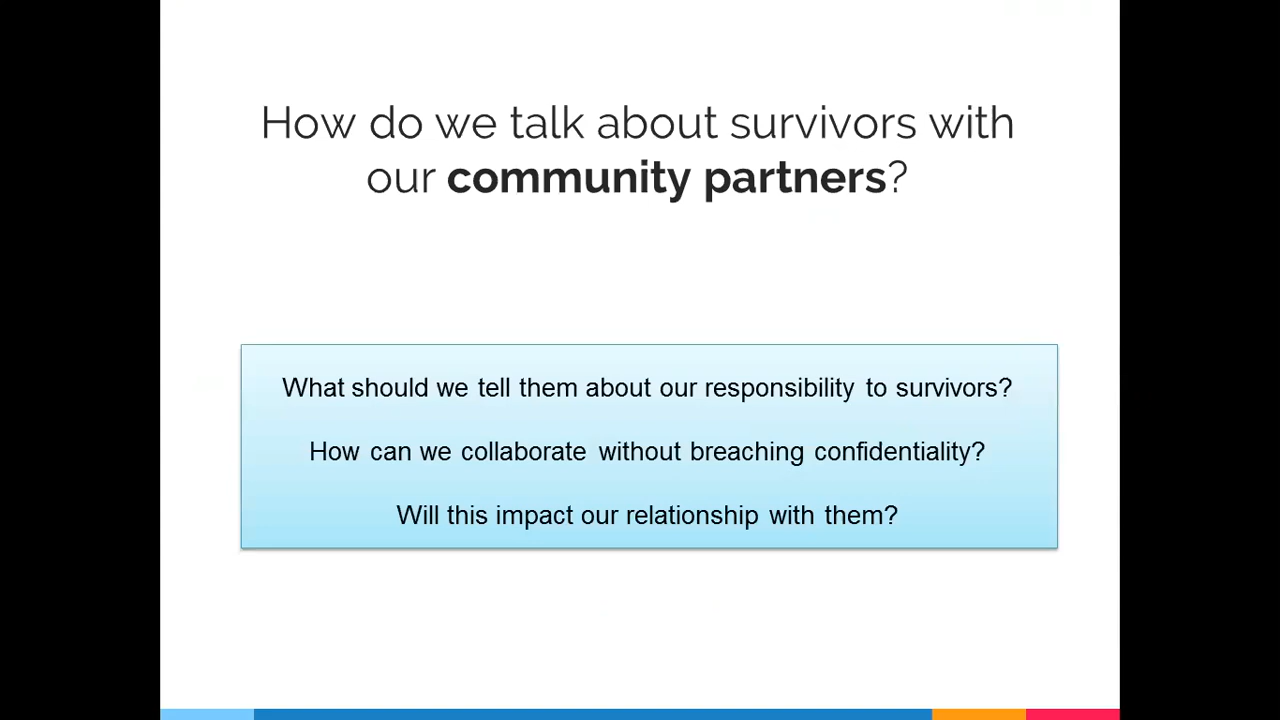 How do we talk about survivors with
our community partners?
What should we tell them about our responsibility to survivors?
How can we collaborate without breaching confidentiality?
Will this impact our relationship with them?